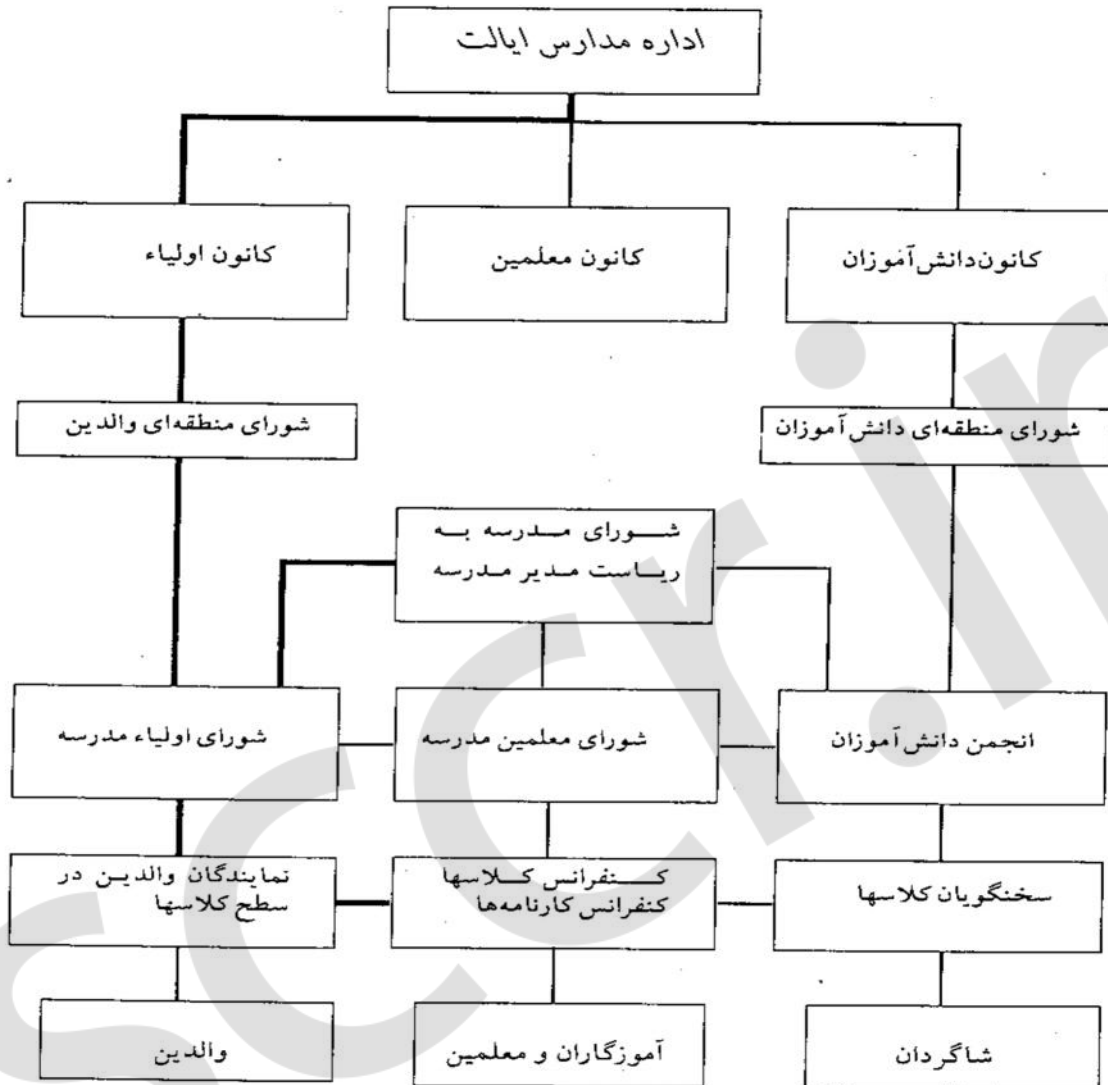 اداره مدارس ایالت
کانون دانش‌آموزان
کانون معلمین
کانون اولیاء
شورای منطقه‌ای دانش‌آموزان
شورای منطقه‌ای والدین
شورای مدرسه به
ریاست مدیر مدرسه
انجمن دانش‌آموزان
شورای معلمین مدرسه
شورای اولیاء مدرسه
سخنگویان کلاسها
کنفرانس کلاسها
کنفرانس کارنامه‌ها
نمایندگان والدین در
سطح کلاسها
شاگردان
آموزگاران و معلمین
والدین
sccr.ir